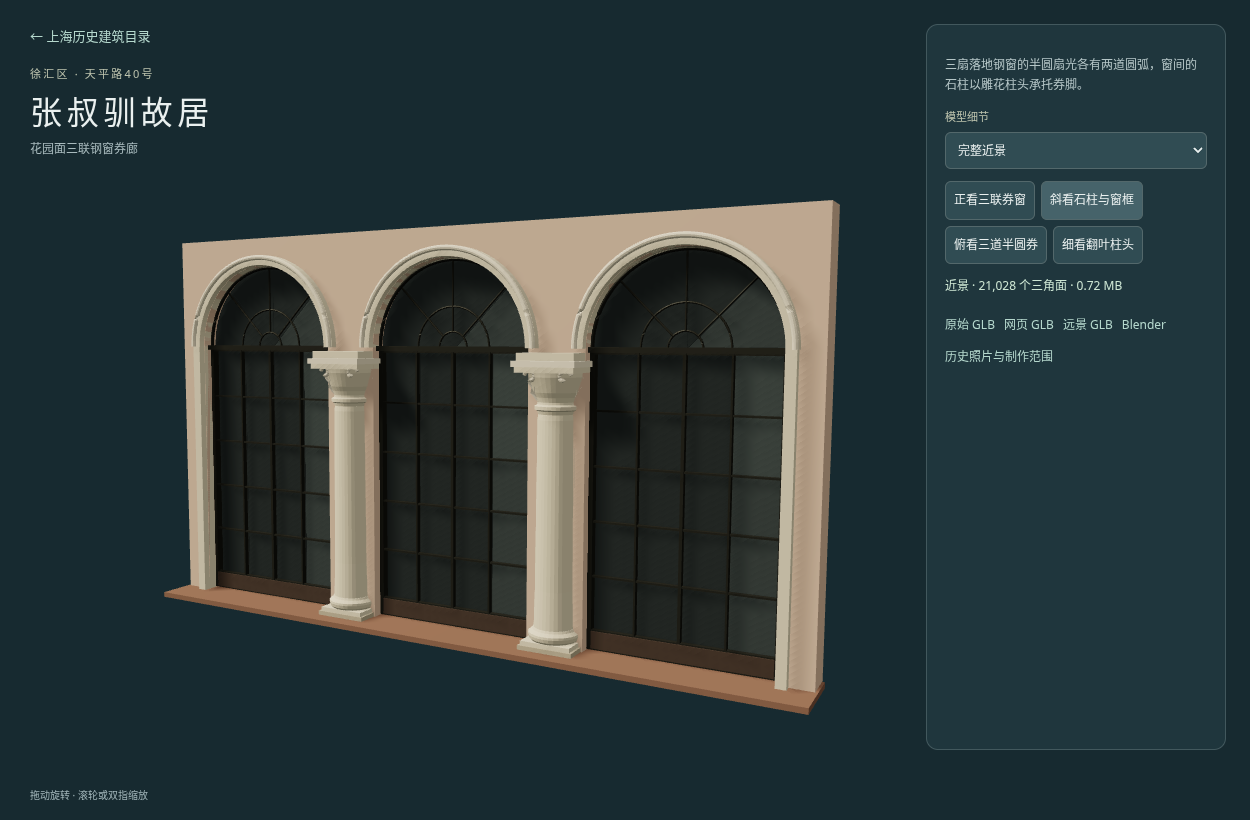 ← 上海历史建筑目录
徐汇区 · 天平路40号
张叔驯故居
花园面三联钢窗券廊
三扇落地钢窗的半圆扇光各有两道圆弧，窗间的
石柱以雕花柱头承托券脚。
模型细节
完整近景
正看三联券窗 斜看石柱与窗框
俯看三道半圆券 细看翻叶柱头
近景 · 21,028 个三角面 · 0.72 MB
原始 GLB 网页 GLB 远景 GLB Blender
历史照片与制作范围
拖动旋转 · 滚轮或双指缩放